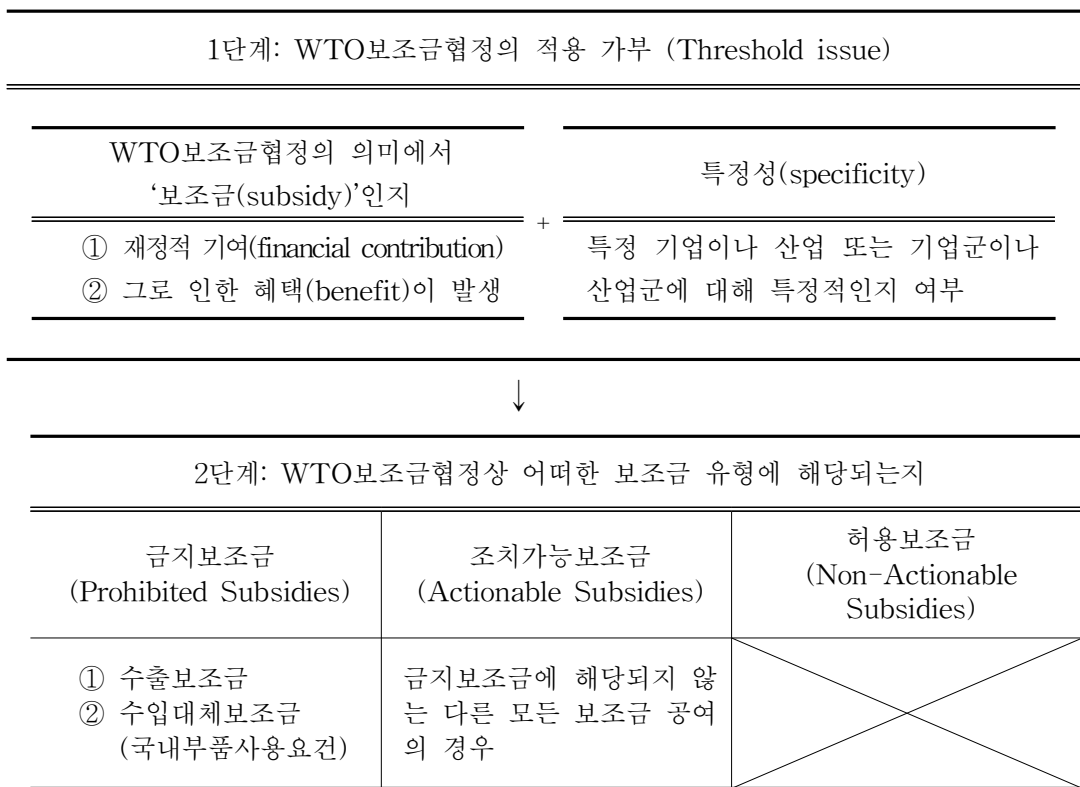 1단계: WTO보조금협정의 적용 가부 (Threshold issue)
WTO보조금협정의 의미에서
‘보조금(subsidy)’인지
① 재정적 기여(financial contribution)
② 그로 인한 혜택(benefit)이 발생
+
특정성(specificity)
특정 기업이나 산업 또는 기업군이나
산업군에 대해 특정적인지 여부
↓
2단계: WTO보조금협정상 어떠한 보조금 유형에 해당되는지
금지보조금
(Prohibited Subsidies)
조치가능보조금
(Actionable Subsidies)
허용보조금
(Non-Actionable
Subsidies)
① 수출보조금
② 수입대체보조금
(국내부품사용요건)
금지보조금에 해당되지 않
는 다른 모든 보조금 공여
의 경우